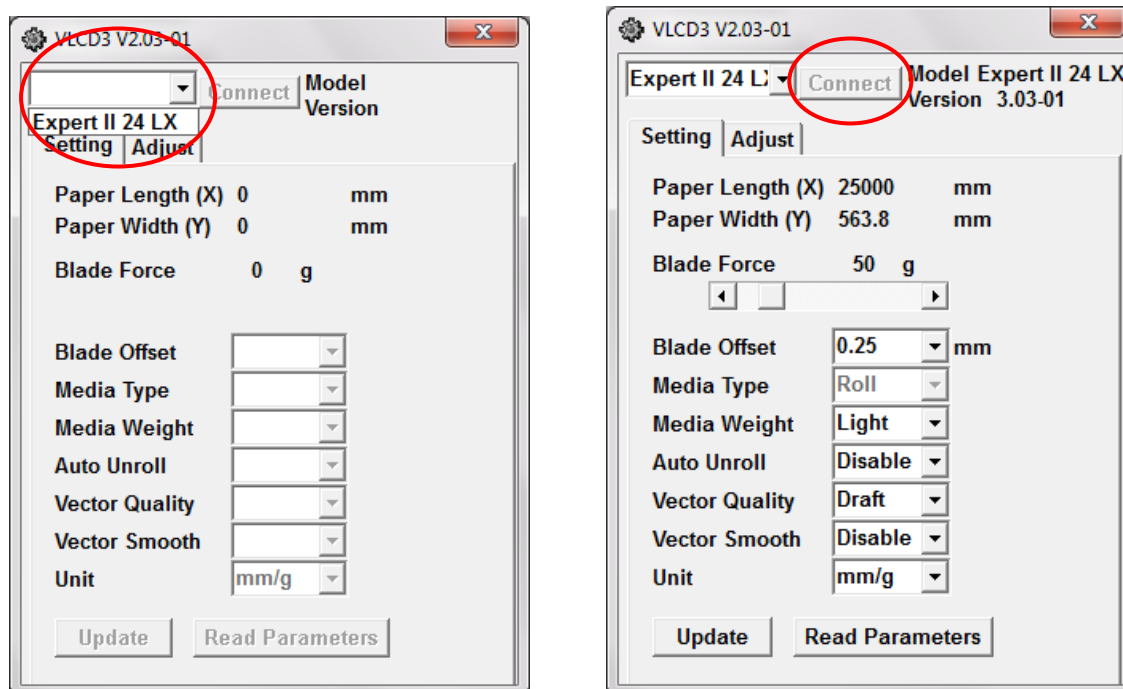 VLCD3 V2.03-01
Connect
Model
Version
Expert II 24 LX
Setting Adjust
Paper Length (X) 0 mm
Paper Width (Y) 0 mm
Blade Force 0 g
Blade Offset
Media Type
Media Weight
Auto Unroll
Vector Quality
Vector Smooth
Unit mm/g
Update Read Parameters
VLCD3 V2.03-01
Expert II 24 LX Connect Model Expert II 24 LX
Version 3.03-01
Setting Adjust
Paper Length (X) 25000 mm
Paper Width (Y) 563.8 mm
Blade Force 50 g
Blade Offset 0.25 mm
Media Type Roll
Media Weight Light
Auto Unroll Disable
Vector Quality Draft
Vector Smooth Disable
Unit mm/g
Update Read Parameters